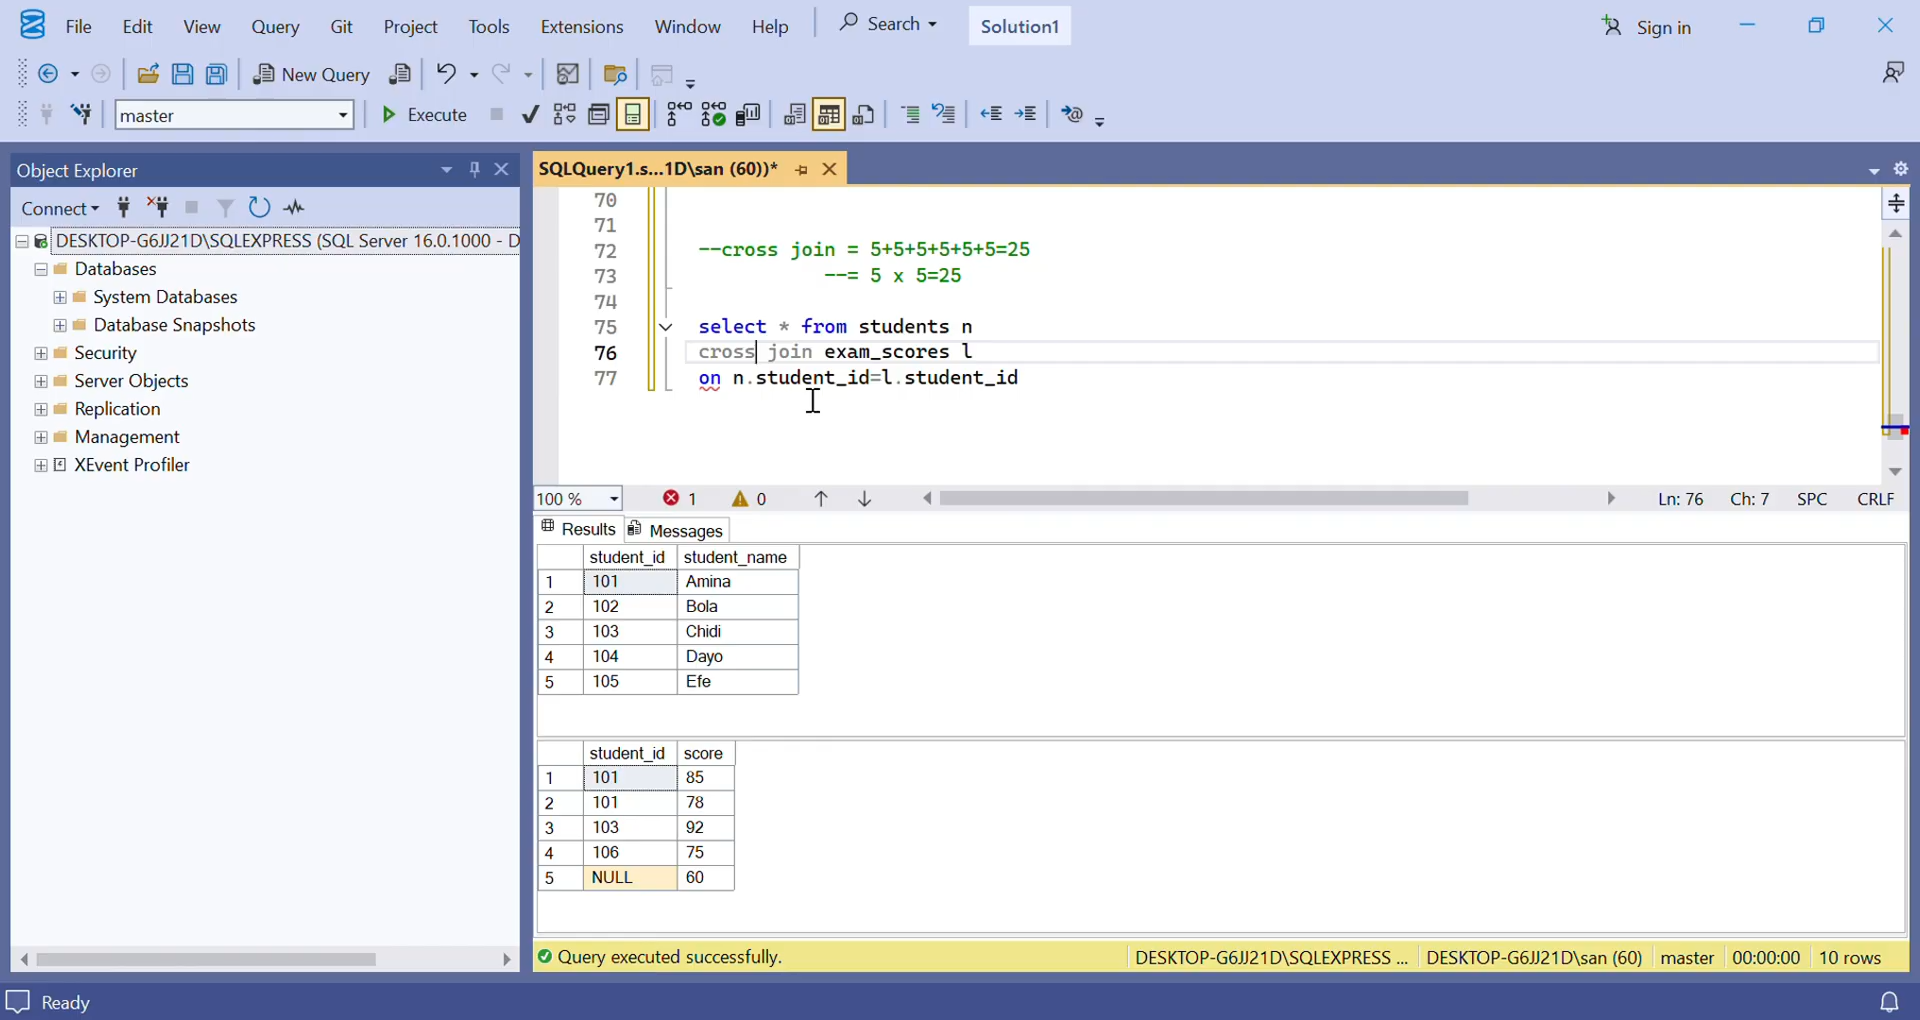 File Edit View Query Git Project Tools Extensions Window Help Search Solution1 Sign in
New Query
master Execute
Object Explorer
SQLQuery1.s...1D\san (60))*
Connect
DESKTOP-G6JJ21D\SQLEXPRESS (SQL Server 16.0.1000 - D
Databases
System Databases
Database Snapshots
Security
Server Objects
Replication
Management
XEvent Profiler
70
71
72 --cross join = 5+5+5+5+5+5=25
73 --= 5 x 5=25
74
75 select * from students n
76 cross join exam_scores l
77 on n.student_id=l.student_id
100 % 1 0 Ln: 76 Ch: 7 SPC CRLF
Results Messages
student_id student_name
1 101 Amina
2 102 Bola
3 103 Chidi
4 104 Dayo
5 105 Efe
student_id score
1 101 85
2 101 78
3 103 92
4 106 75
5 NULL 60
Query executed successfully. DESKTOP-G6JJ21D\SQLEXPRESS ... DESKTOP-G6JJ21D\san (60) master 00:00:00 10 rows
Ready